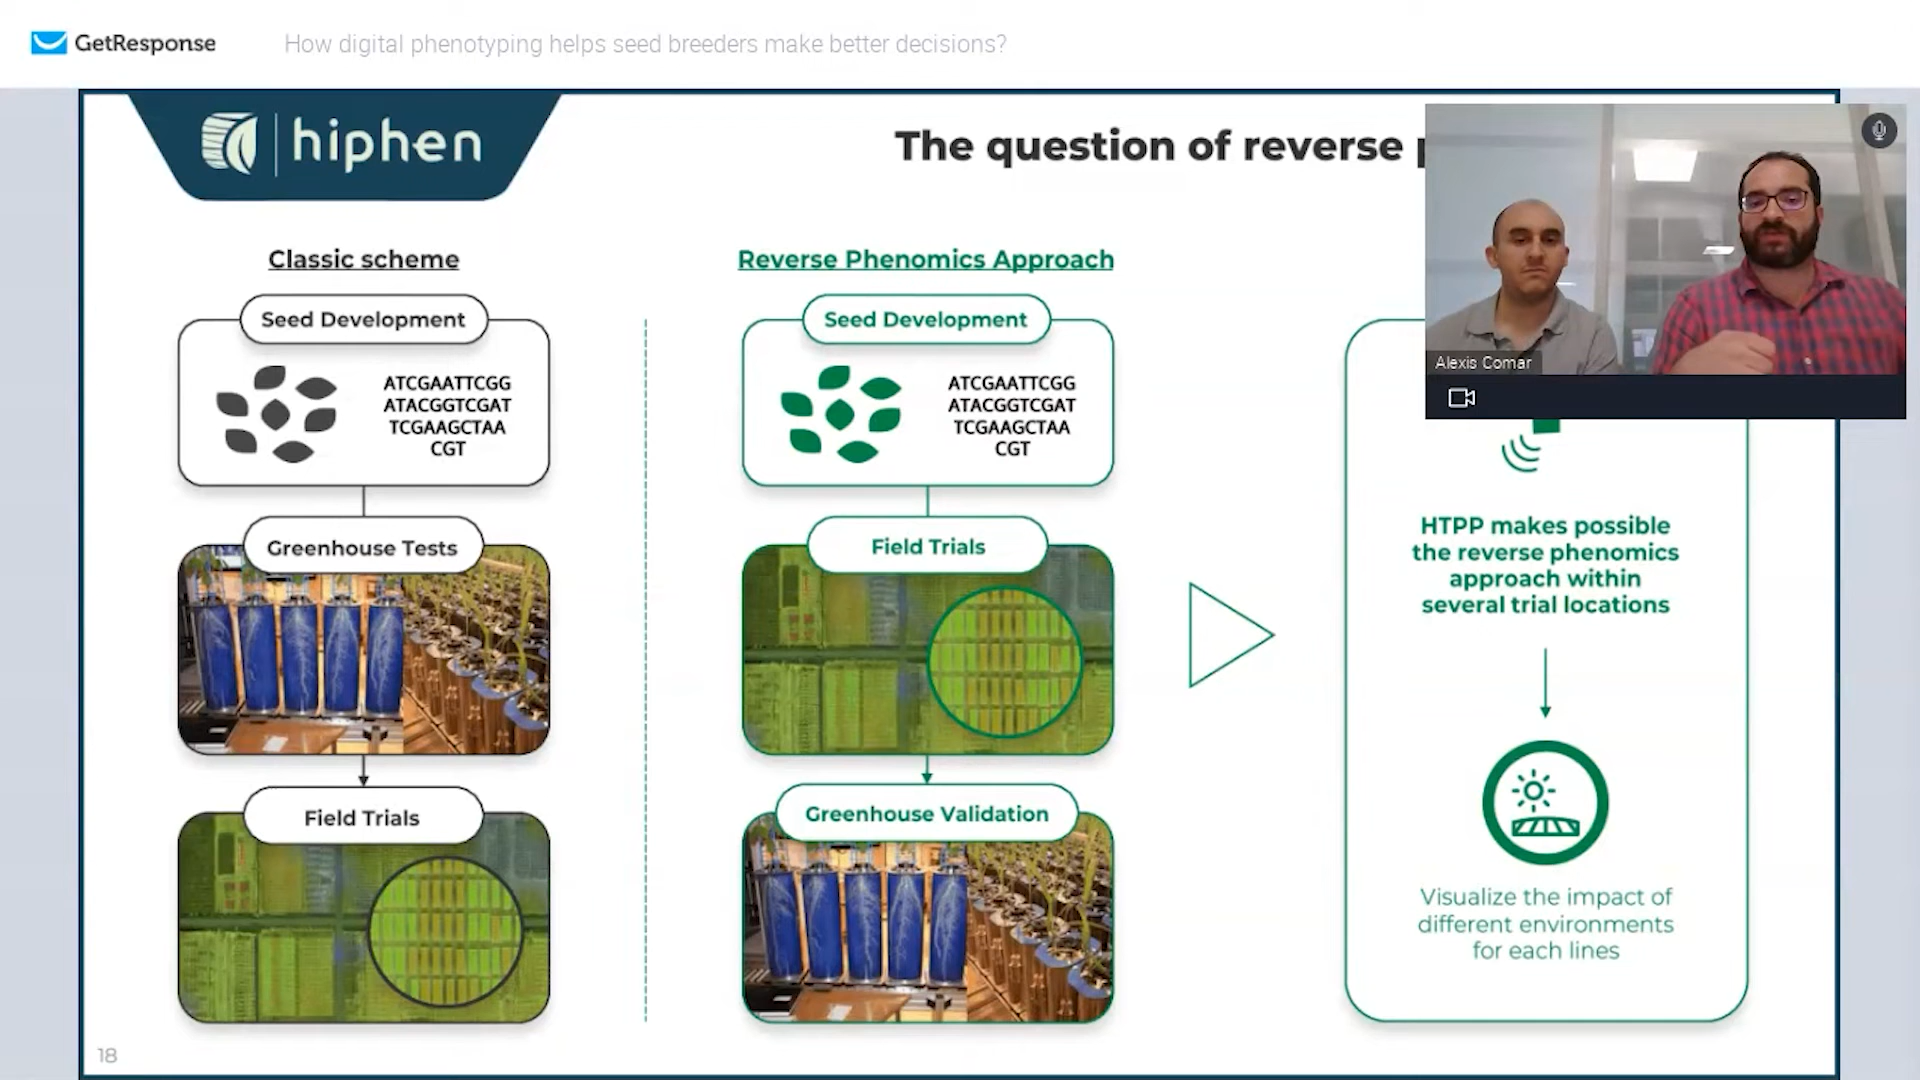 GetResponse
How digital phenotyping helps seed breeders make better decisions?
hiphen
The question of reverse
Alexis Comar
Classic scheme
Seed Development
ATCGAATTCGG
ATACGGTCGAT
TCGAAGCTAA
CGT
Greenhouse Tests
Field Trials
Reverse Phenomics Approach
Seed Development
ATCGAATTCGG
ATACGGTCGAT
TCGAAGCTAA
CGT
Field Trials
Greenhouse Validation
HTPP makes possible
the reverse phenomics
approach within
several trial locations
Visualize the impact of
different environments
for each lines
18